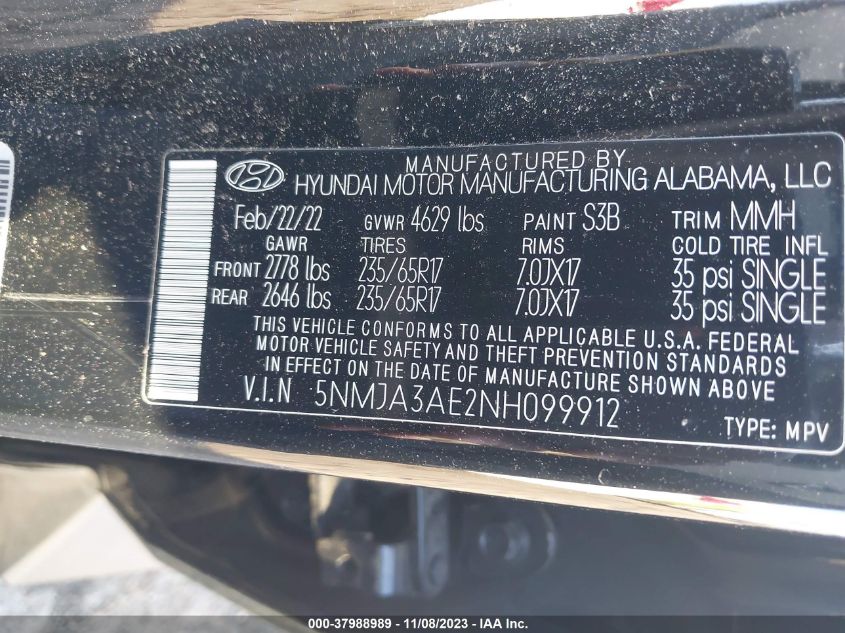 MANUFACTURED BY
HYUNDAI MOTOR MANUFACTURING ALABAMA, LLC
Feb/22/22 GVWR 4629 lbs PAINT S3B TRIM MMH
GAWR TIRES RIMS COLD TIRE INFL
FRONT 2778 lbs 235/65R17 7.0JX17 35 psi SINGLE
REAR 2646 lbs 235/65R17 7.0JX17 35 psi SINGLE
THIS VEHICLE CONFORMS TO ALL APPLICABLE U.S.A. FEDERAL
MOTOR VEHICLE SAFETY AND THEFT PREVENTION STANDARDS
IN EFFECT ON THE DATE OF MANUFACTURE SHOWN ABOVE
V.I.N 5NMJA3AE2NH099912
TYPE: MPV
000-37988989 - 11/08/2023 - IAA Inc.